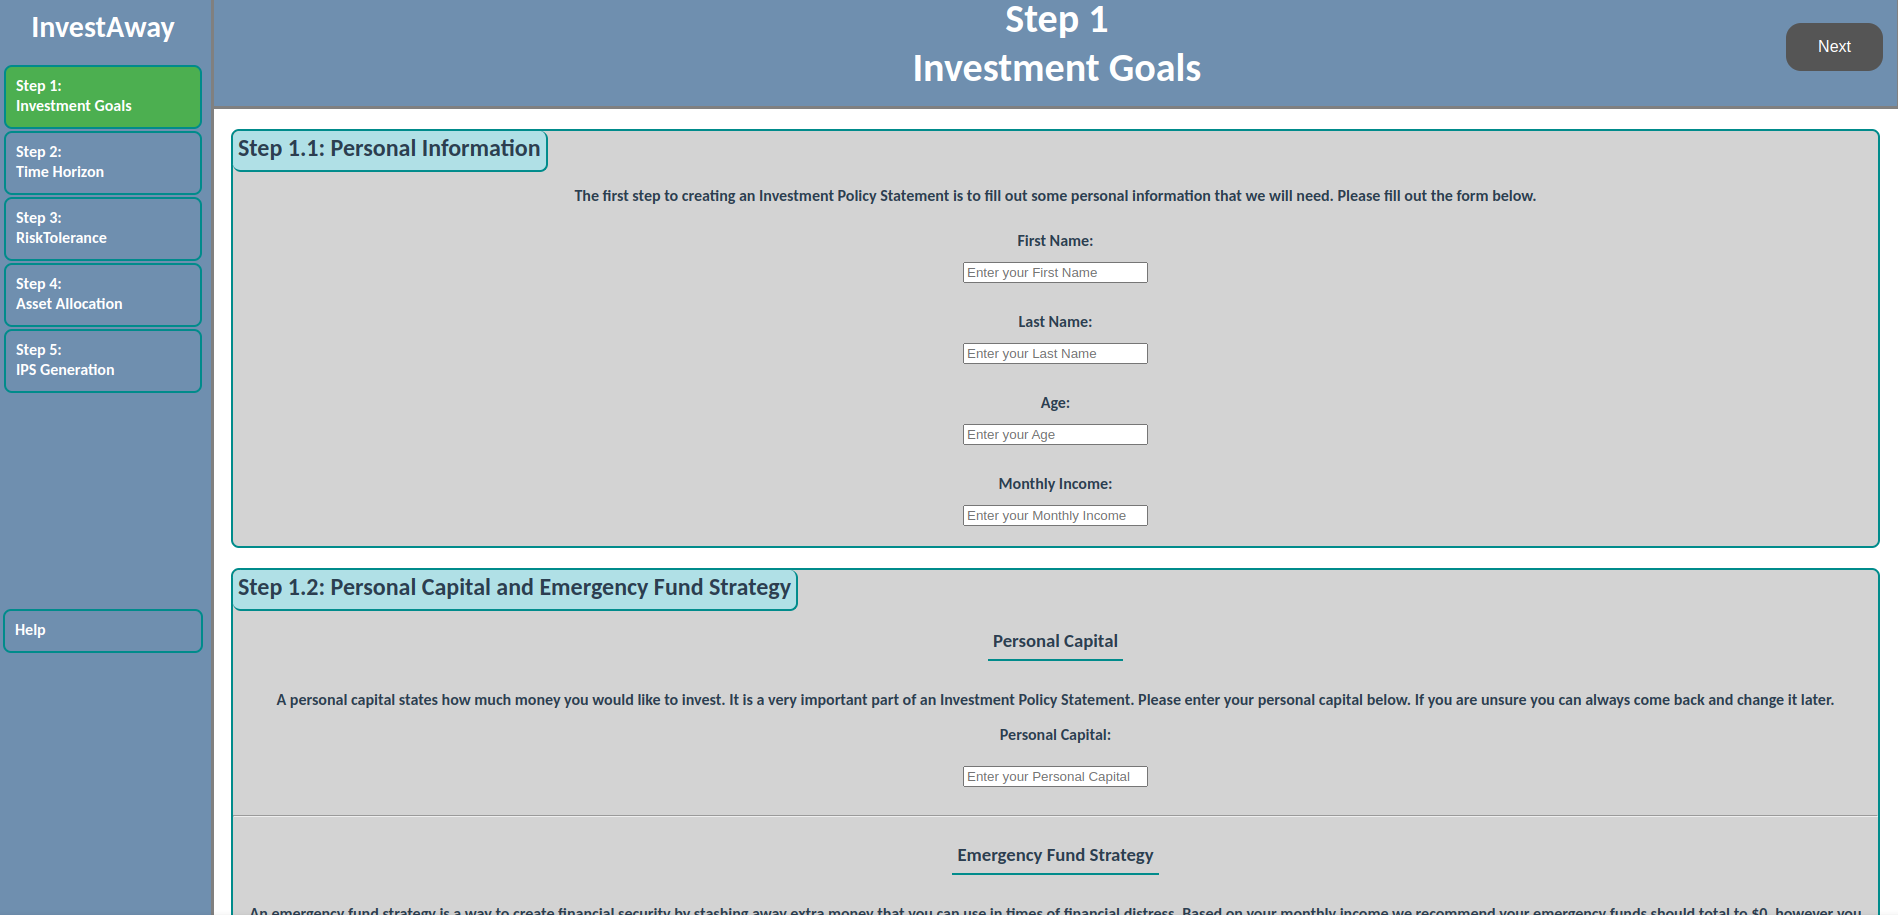 InvestAway
Step 1:
Investment Goals
Step 2:
Time Horizon
Step 3:
RiskTolerance
Step 4:
Asset Allocation
Step 5:
IPS Generation
Help
Step 1
Investment Goals
Next
Step 1.1: Personal Information
The first step to creating an Investment Policy Statement is to fill out some personal information that we will need. Please fill out the form below.
First Name:
Enter your First Name
Last Name:
Enter your Last Name
Age:
Enter your Age
Monthly Income:
Enter your Monthly Income
Step 1.2: Personal Capital and Emergency Fund Strategy
Personal Capital
A personal capital states how much money you would like to invest. It is a very important part of an Investment Policy Statement. Please enter your personal capital below. If you are unsure you can always come back and change it later.
Personal Capital:
Enter your Personal Capital
Emergency Fund Strategy
An emergency fund strategy is a way to create financial security by stashing away extra money that you can use in times of financial distress. Based on your monthly income we recommend your emergency funds should total to $0, however you